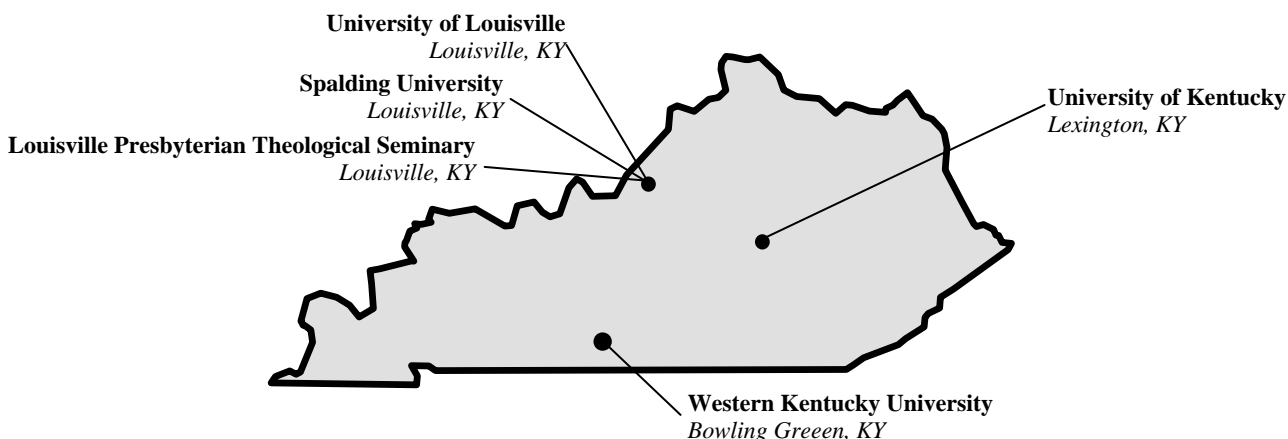 University of Louisville
Louisville, KY
Spalding University
Louisville, KY
Louisville Presbyterian Theological Seminary
Louisville, KY
University of Kentucky
Lexington, KY
Western Kentucky University
Bowling Greeen, KY